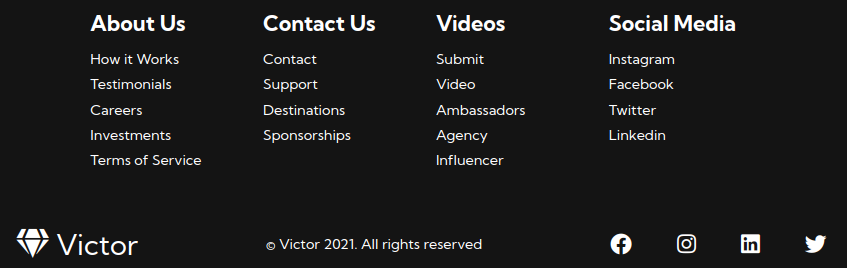 About Us
How it Works
Testimonials
Careers
Investments
Terms of Service
Contact Us
Contact
Support
Destinations
Sponsorships
Videos
Submit
Video
Ambassadors
Agency
Influencer
Social Media
Instagram
Facebook
Twitter
Linkedin
Victor
© Victor 2021. All rights reserved